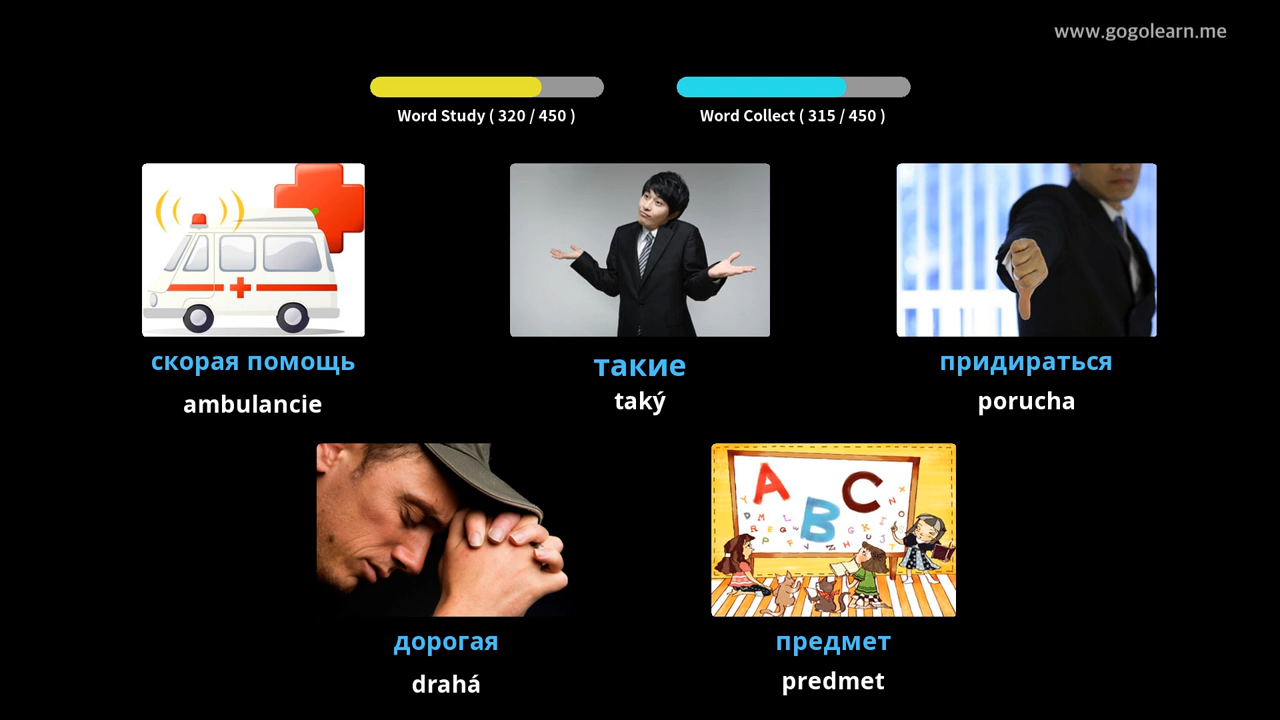 www.gogolearn.me
Word Study ( 320 / 450 )
Word Collect ( 315 / 450 )
скорая помощь
ambulancie
такие
taký
придираться
porucha
A B C
дорогая
drahá
предмет
predmet